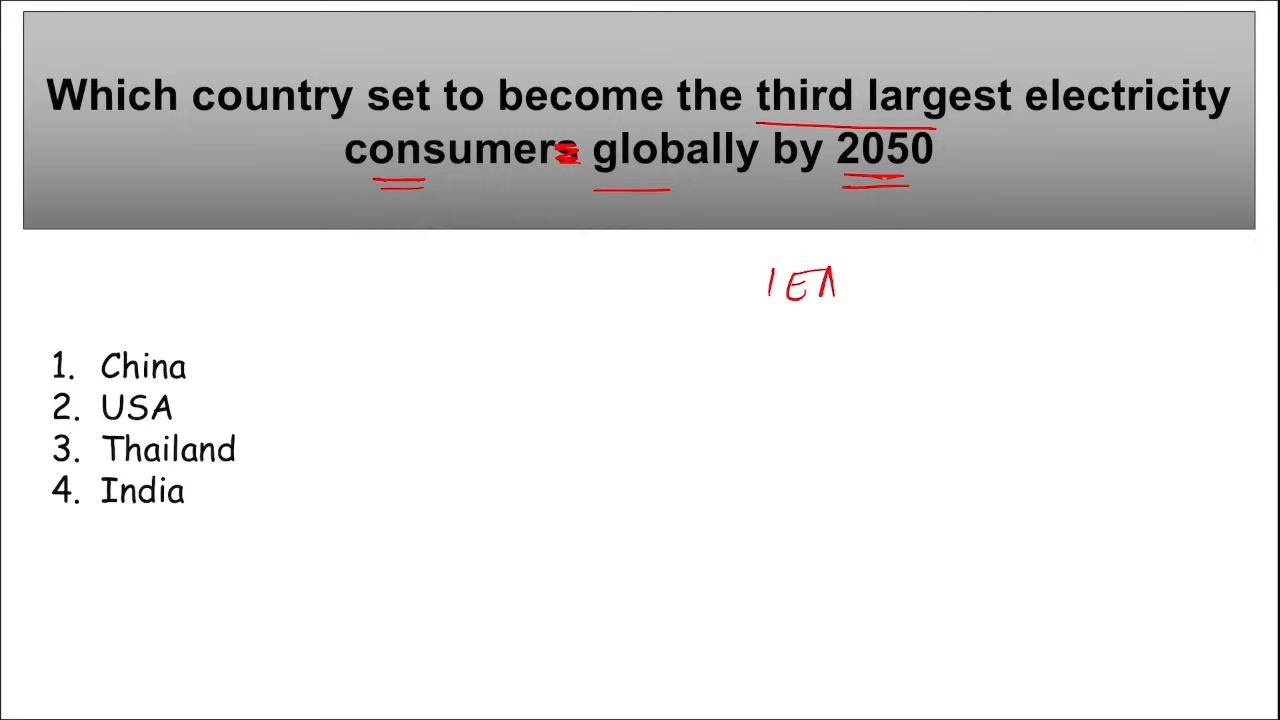 Which country set to become the third largest electricity
consumers globally by 2050
IEA
1. China
2. USA
3. Thailand
4. India